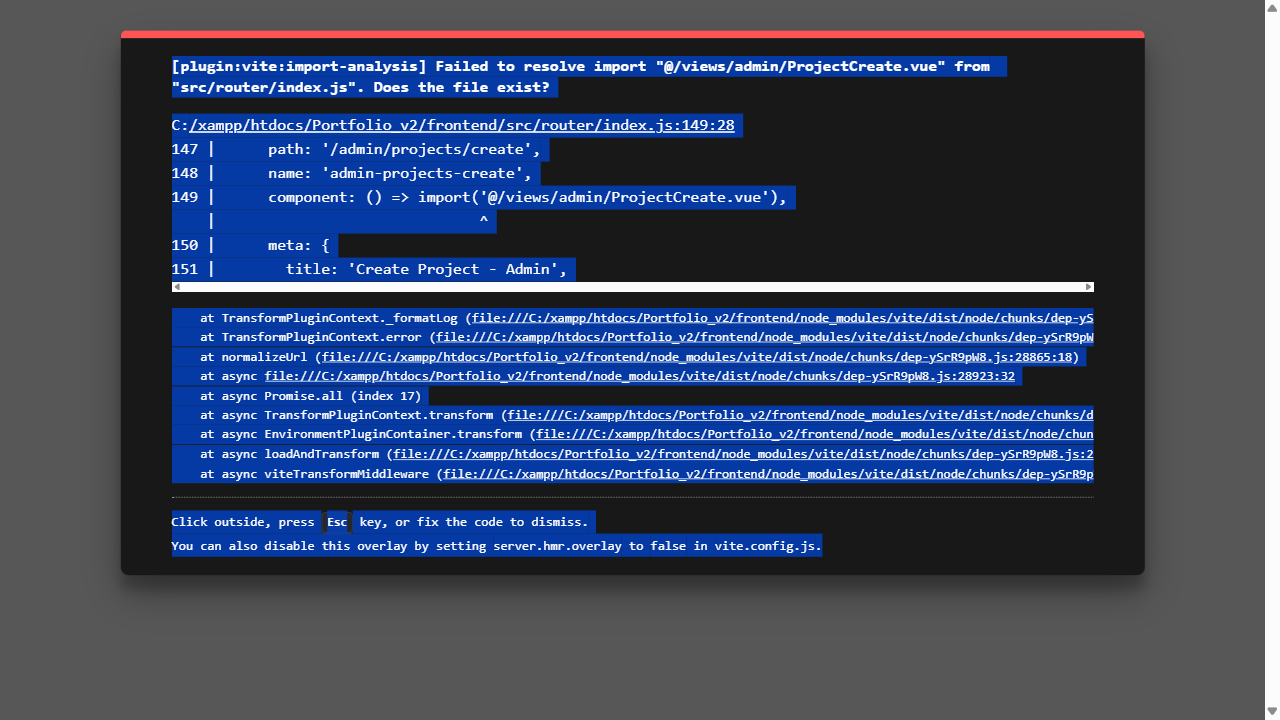 [plugin:vite:import-analysis] Failed to resolve import "@/views/admin/ProjectCreate.vue" from
"src/router/index.js". Does the file exist?
C:/xampp/htdocs/Portfolio_v2/frontend/src/router/index.js:149:28
147 |      path: '/admin/projects/create',
148 |      name: 'admin-projects-create',
149 |      component: () => import('@/views/admin/ProjectCreate.vue'),
    |                              ^
150 |      meta: {
151 |        title: 'Create Project - Admin',
at TransformPluginContext._formatLog (file:///C:/xampp/htdocs/Portfolio_v2/frontend/node_modules/vite/dist/node/chunks/dep-yS
at TransformPluginContext.error (file:///C:/xampp/htdocs/Portfolio_v2/frontend/node_modules/vite/dist/node/chunks/dep-ySrR9pW
at normalizeUrl (file:///C:/xampp/htdocs/Portfolio_v2/frontend/node_modules/vite/dist/node/chunks/dep-ySrR9pW8.js:28865:18)
at async file:///C:/xampp/htdocs/Portfolio_v2/frontend/node_modules/vite/dist/node/chunks/dep-ySrR9pW8.js:28923:32
at async Promise.all (index 17)
at async TransformPluginContext.transform (file:///C:/xampp/htdocs/Portfolio_v2/frontend/node_modules/vite/dist/node/chunks/d
at async EnvironmentPluginContainer.transform (file:///C:/xampp/htdocs/Portfolio_v2/frontend/node_modules/vite/dist/node/chun
at async loadAndTransform (file:///C:/xampp/htdocs/Portfolio_v2/frontend/node_modules/vite/dist/node/chunks/dep-ySrR9pW8.js:2
at async viteTransformMiddleware (file:///C:/xampp/htdocs/Portfolio_v2/frontend/node_modules/vite/dist/node/chunks/dep-ySrR9p
Click outside, press Esc key, or fix the code to dismiss.
You can also disable this overlay by setting server.hmr.overlay to false in vite.config.js.